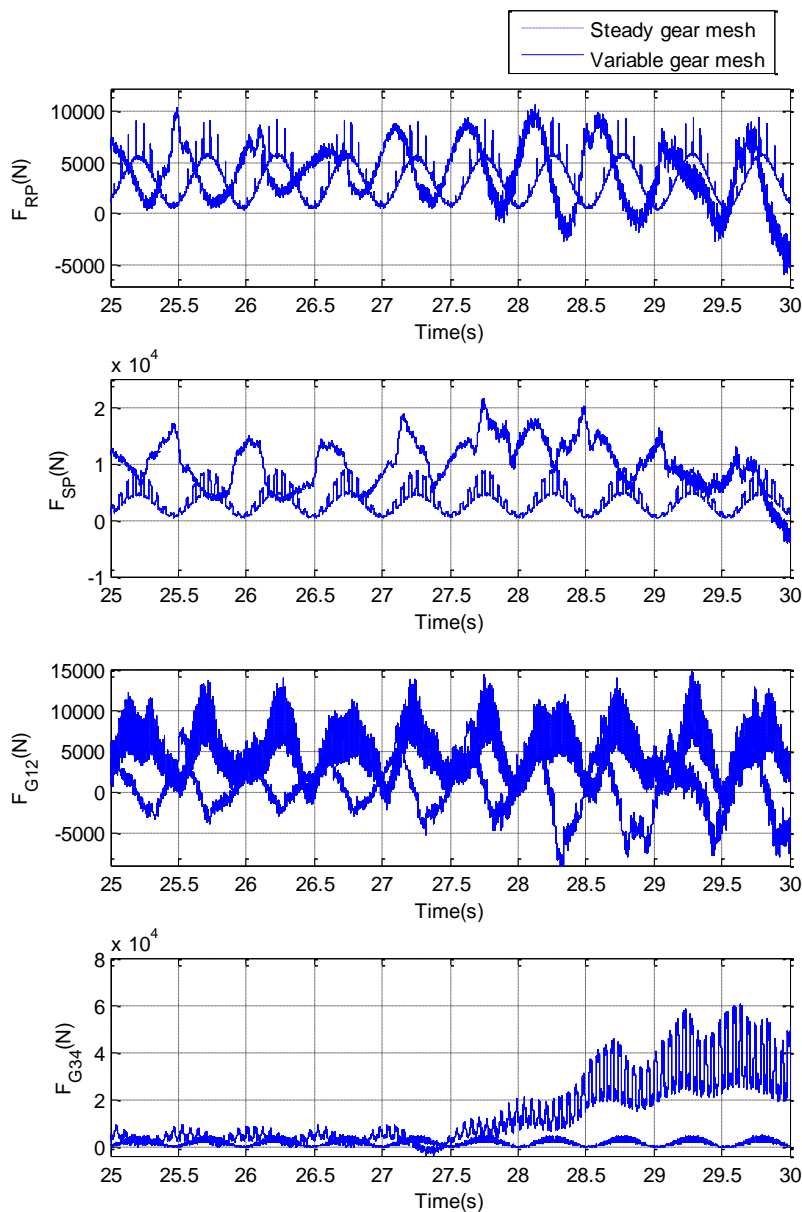 Steady gear mesh
Variable gear mesh
10000
5000
0
-5000
F_RP(N)
25 25.5 26 26.5 27 27.5 28 28.5 29 29.5 30
Time(s)
x 10^4
2
1
0
-1
F_SP(N)
25 25.5 26 26.5 27 27.5 28 28.5 29 29.5 30
Time(s)
15000
10000
5000
0
-5000
F_G12(N)
25 25.5 26 26.5 27 27.5 28 28.5 29 29.5 30
Time(s)
x 10^4
8
6
4
2
0
F_G34(N)
25 25.5 26 26.5 27 27.5 28 28.5 29 29.5 30
Time(s)